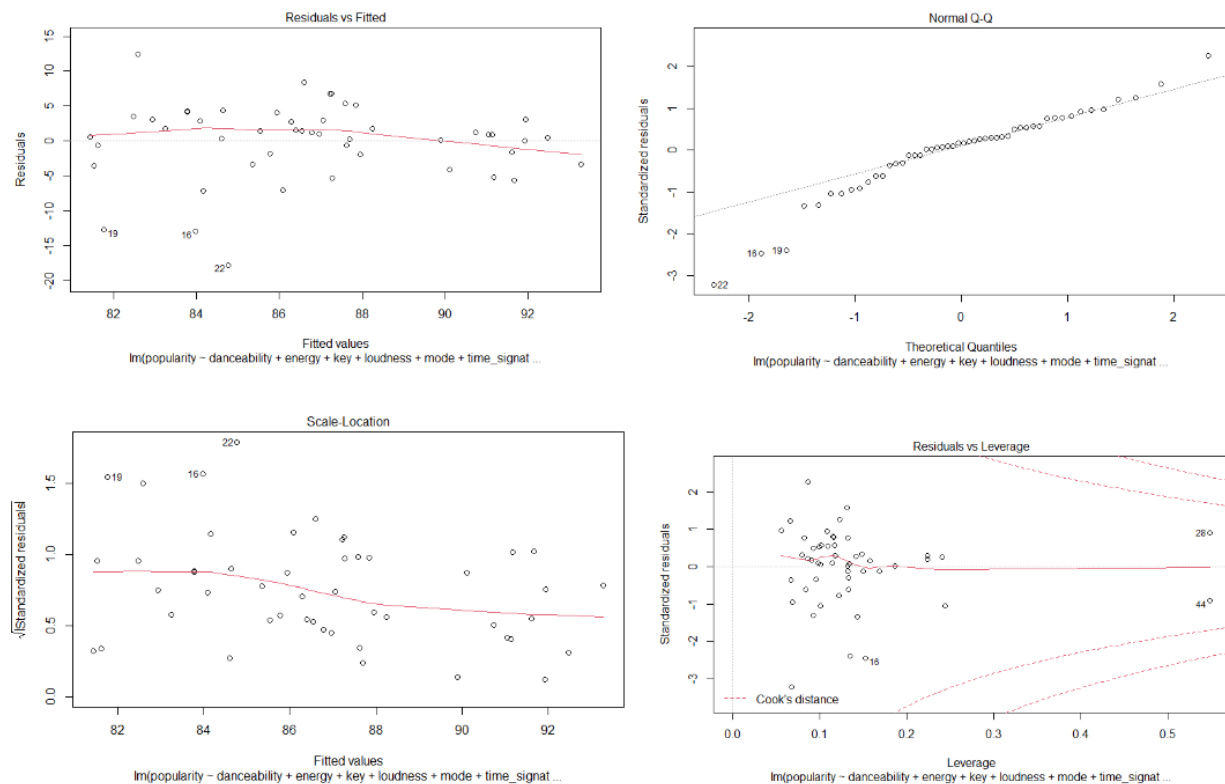 Residuals vs Fitted
Residuals
15
10
5
0
-5
-10
-15
-20
19
16
22
82 84 86 88 90 92
Fitted values
lm(popularity ~ danceability + energy + key + loudness + mode + time_signat ...
Normal Q-Q
Standardized residuals
2
1
0
-1
-2
-3
16
19
22
-2 -1 0 1 2
Theoretical Quantiles
lm(popularity ~ danceability + energy + key + loudness + mode + time_signat ...
Scale-Location
√|Standardized residuals|
1.5
1.0
0.5
0.0
22
19
16
82 84 86 88 90 92
Fitted values
lm(popularity ~ danceability + energy + key + loudness + mode + time_signat ...
Residuals vs Leverage
Standardized residuals
2
1
0
-1
-2
-3
28
44
16
Cook's distance
0.0 0.1 0.2 0.3 0.4 0.5
Leverage
lm(popularity ~ danceability + energy + key + loudness + mode + time_signat ...